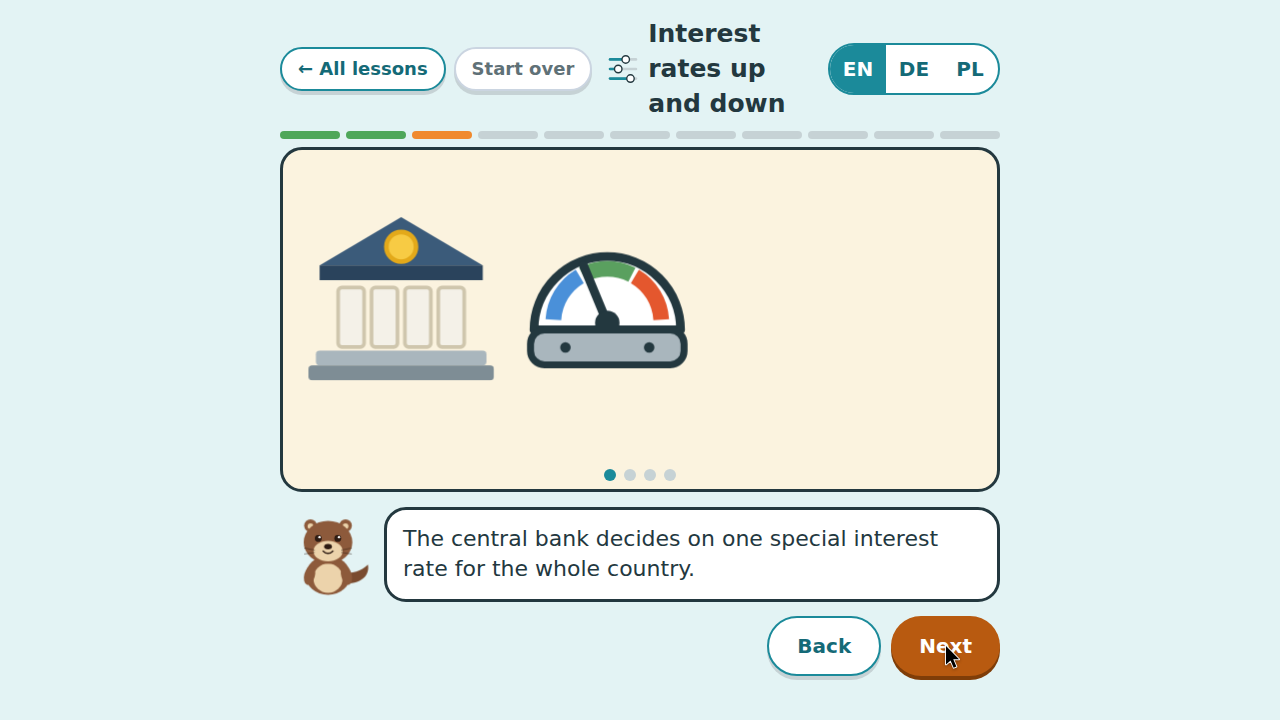 ← All lessons
Start over
Interest
rates up
and down
EN
DE
PL
The central bank decides on one special interest
rate for the whole country.
Back
Next